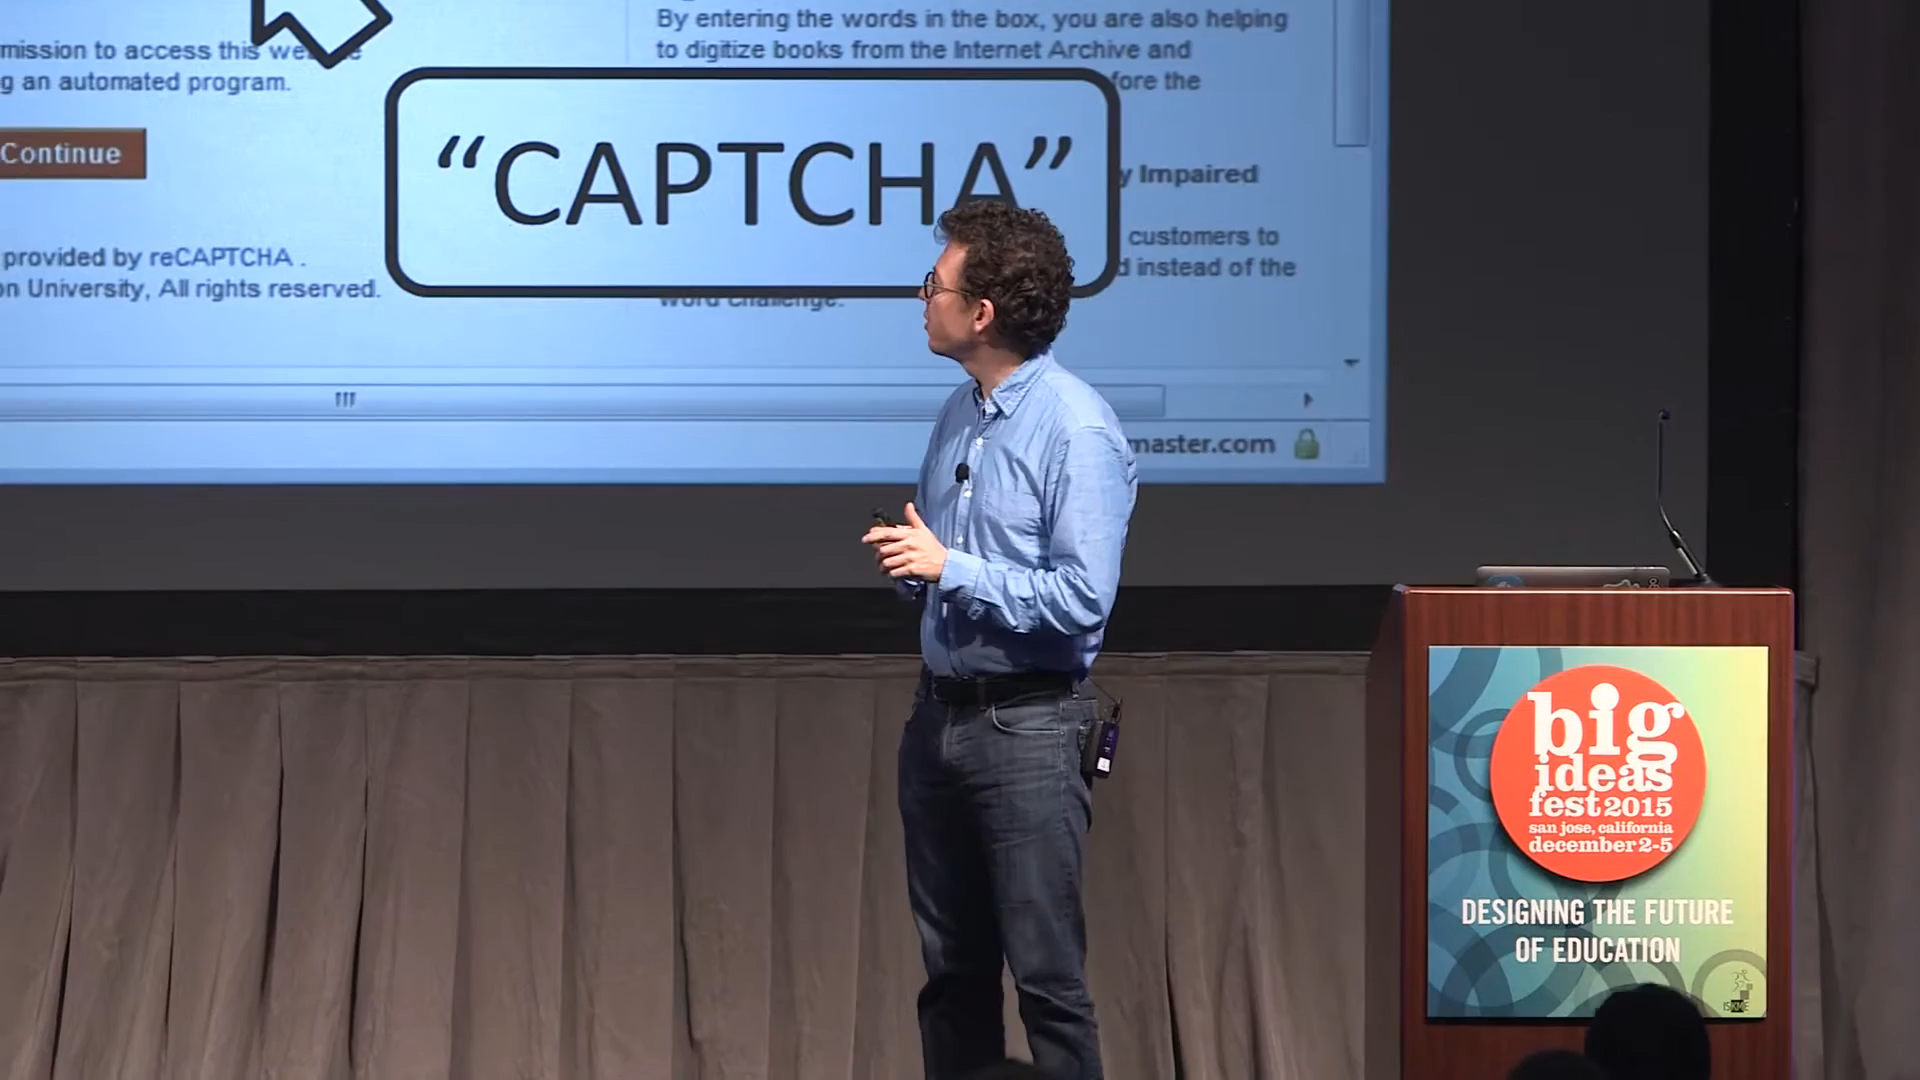 mission to access this
g an automated program.
Continue
provided by reCAPTCHA .
on University, All rights reserved.
By entering the words in the box, you are also helping
to digitize books from the Internet Archive and
fore the
“CAPTCHA”
y Impaired
customers to
d instead of the
word challenge.
master.com
big
ideas
fest 2015
san jose, california
december 2-5
DESIGNING THE FUTURE
OF EDUCATION
ISKME